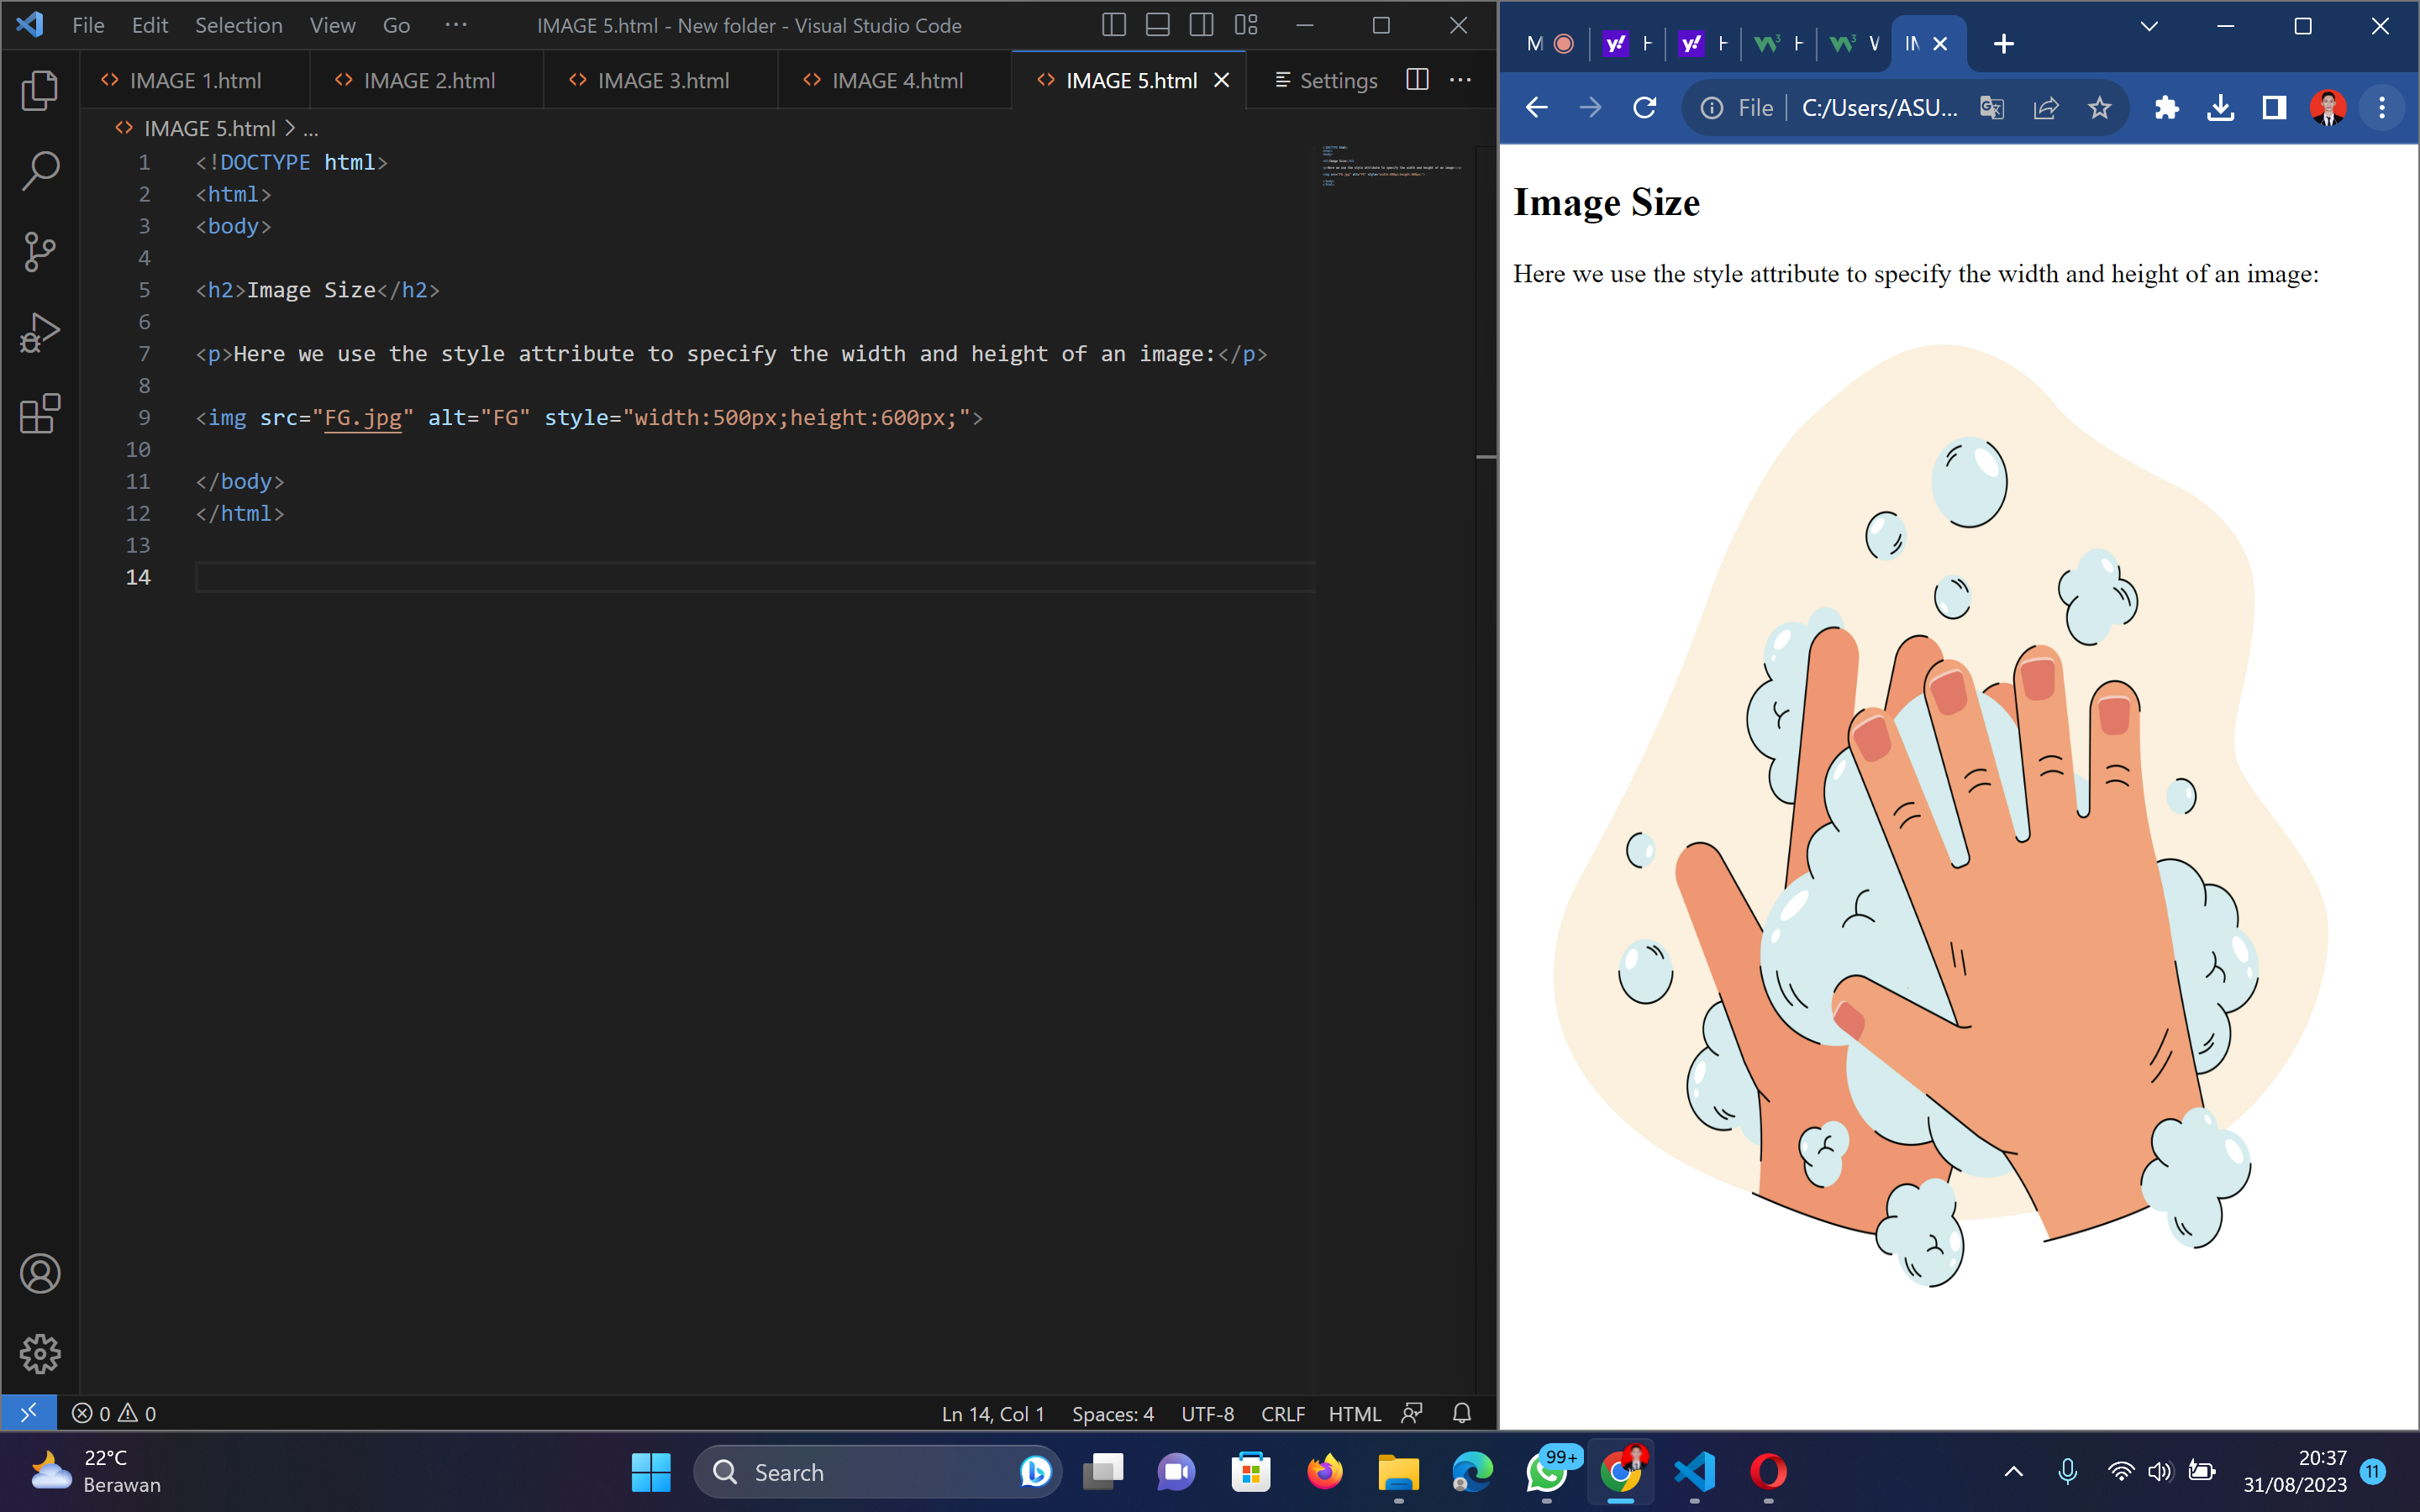 File Edit Selection View Go ··· IMAGE 5.html - New folder - Visual Studio Code
IMAGE 1.html IMAGE 2.html IMAGE 3.html IMAGE 4.html IMAGE 5.html Settings
IMAGE 5.html > ...
1 <!DOCTYPE html>
2 <html>
3 <body>
4
5 <h2>Image Size</h2>
6
7 <p>Here we use the style attribute to specify the width and height of an image:</p>
8
9 <img src="FG.jpg" alt="FG" style="width:500px;height:600px;">
10
11 </body>
12 </html>
13
14
0 0 Ln 14, Col 1 Spaces: 4 UTF-8 CRLF HTML
File C:/Users/ASU...
Image Size
Here we use the style attribute to specify the width and height of an image:
22°C
Berawan
Search
99+
20:37
31/08/2023
11